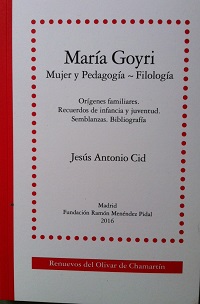 María Goyri
Mujer y Pedagogía ~ Filología
Orígenes familiares.
Recuerdos de infancia y juventud.
Semblanzas. Bibliografía
Jesús Antonio Cid
Madrid
Fundación Ramón Menéndez Pidal
2016
Renuevos del Olivar de Chamartín